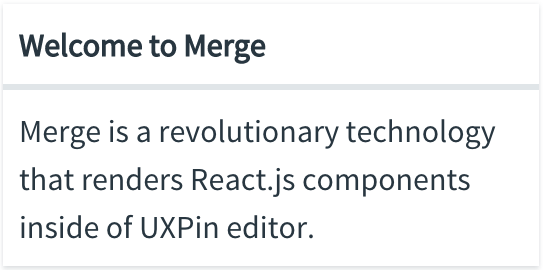 Welcome to Merge
Merge is a revolutionary technology
that renders React.js components
inside of UXPin editor.